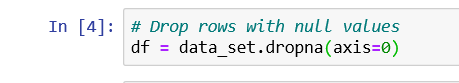 In [4]: # Drop rows with null values
df = data_set.dropna(axis=0)